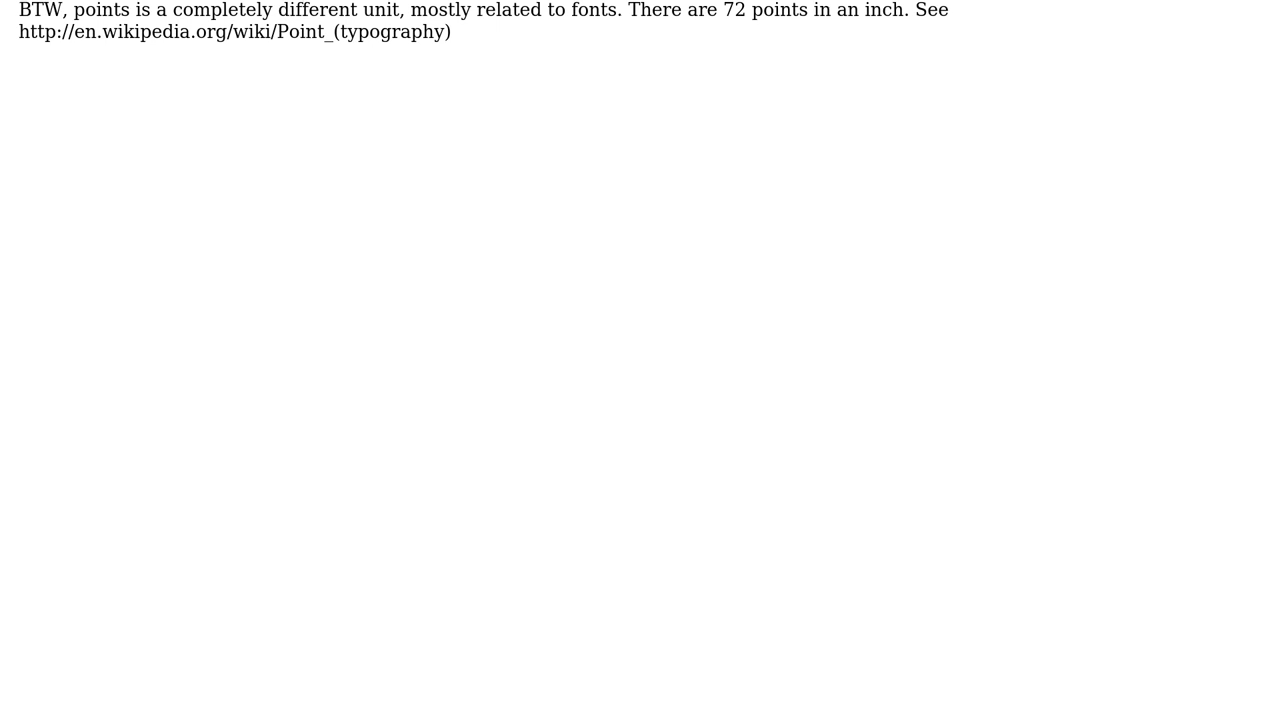 BTW, points is a completely different unit, mostly related to fonts. There are 72 points in an inch. See
http://en.wikipedia.org/wiki/Point_(typography)